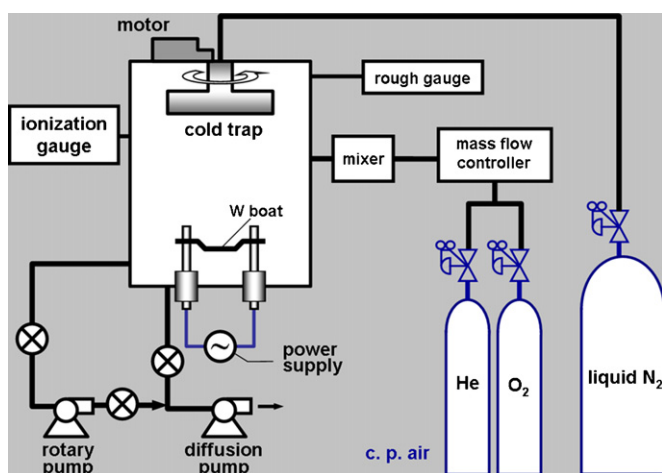 motor
rough gauge
cold trap
ionization
gauge
mixer
mass flow
controller
W boat
power
supply
~
He
O₂
liquid N₂
rotary
pump
diffusion
pump
c. p. air